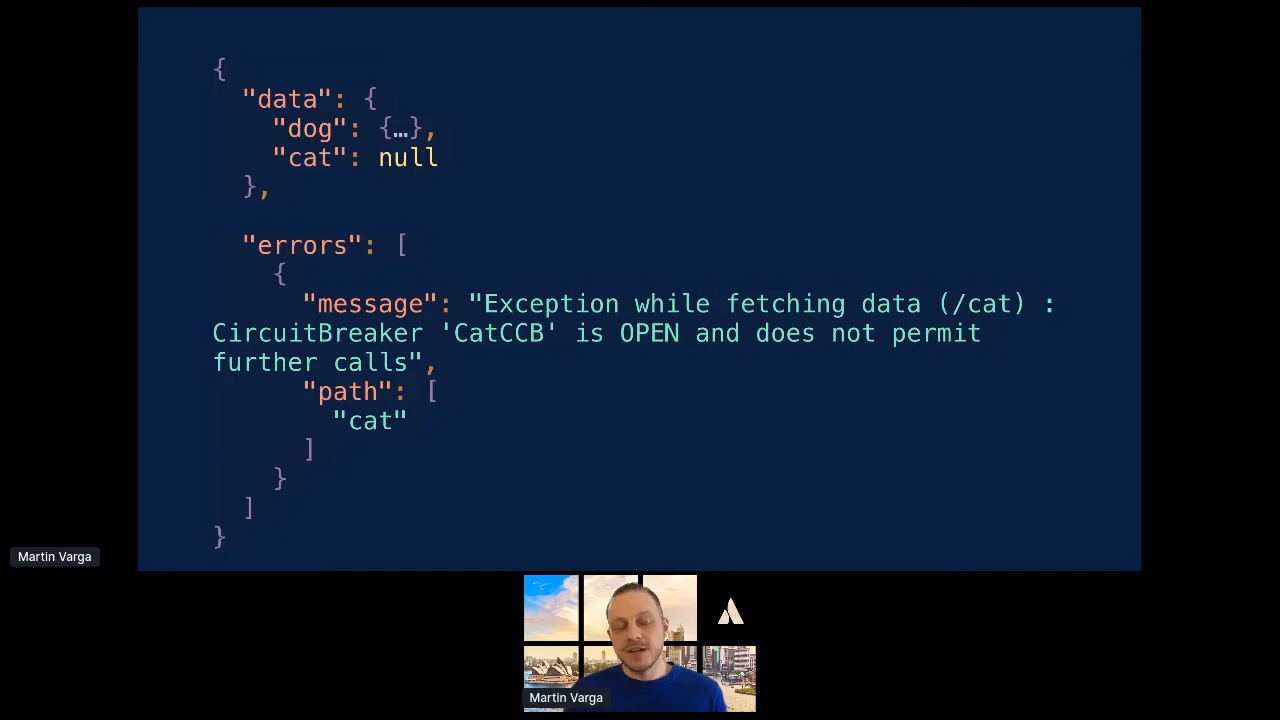 {
"data": {
"dog": {…},
"cat": null
},
"errors": [
{
"message": "Exception while fetching data (/cat) :
CircuitBreaker 'CatCCB' is OPEN and does not permit
further calls",
"path": [
"cat"
]
}
]
}
Martin Varga
Martin Varga